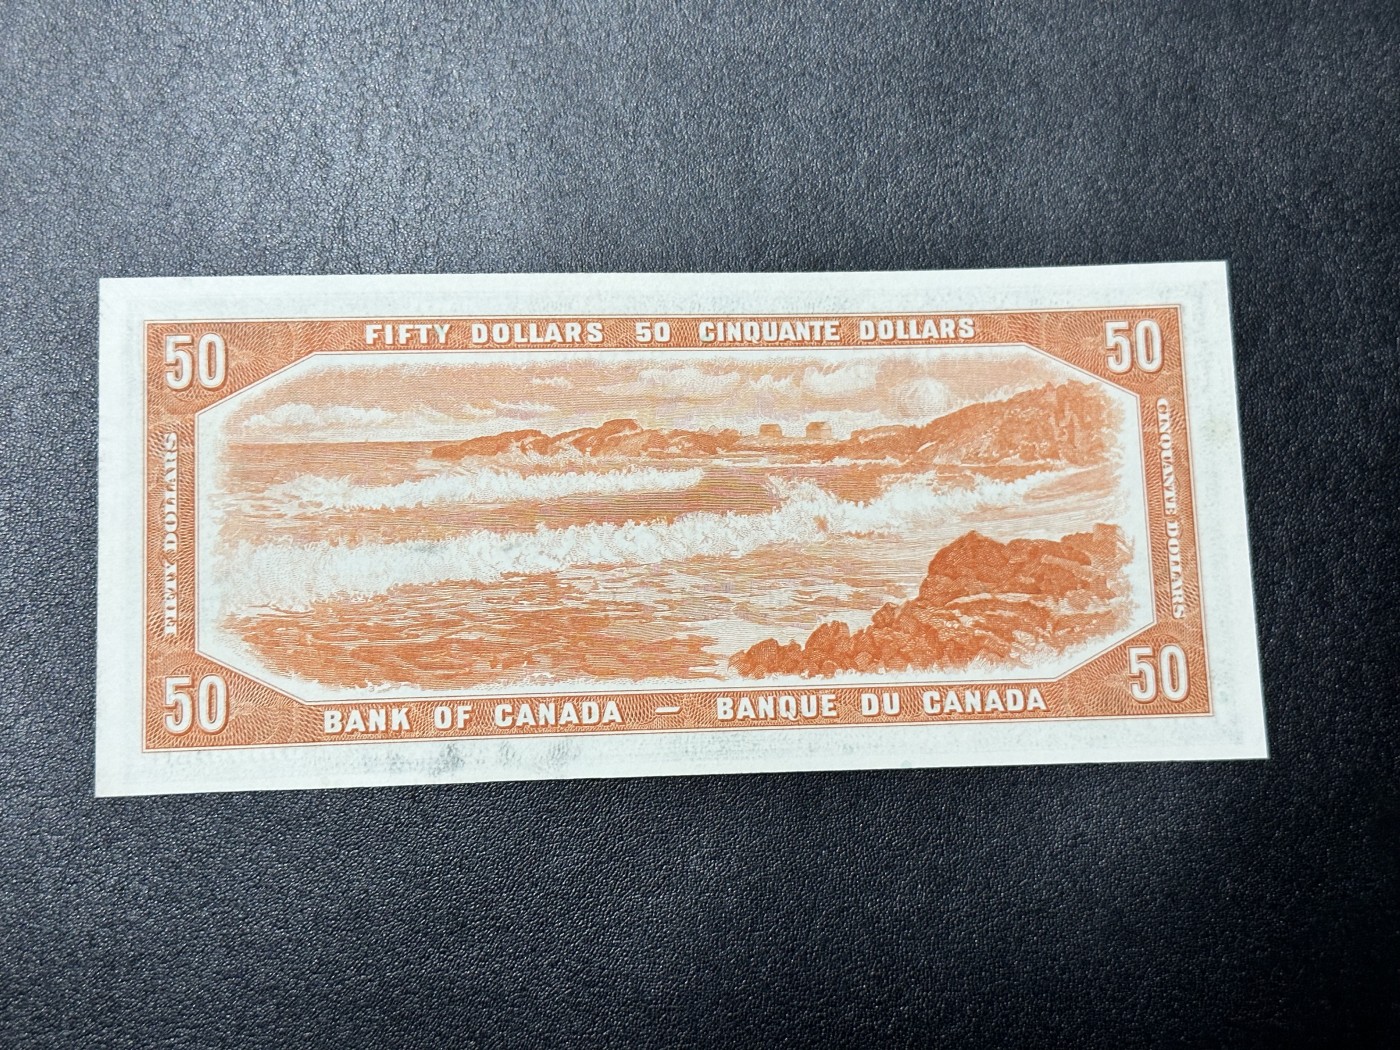 50 FIFTY DOLLARS 50 CINQUANTE DOLLARS 50
FIFTY DOLLARS
CINQUANTE DOLLARS
50 BANK OF CANADA — BANQUE DU CANADA 50